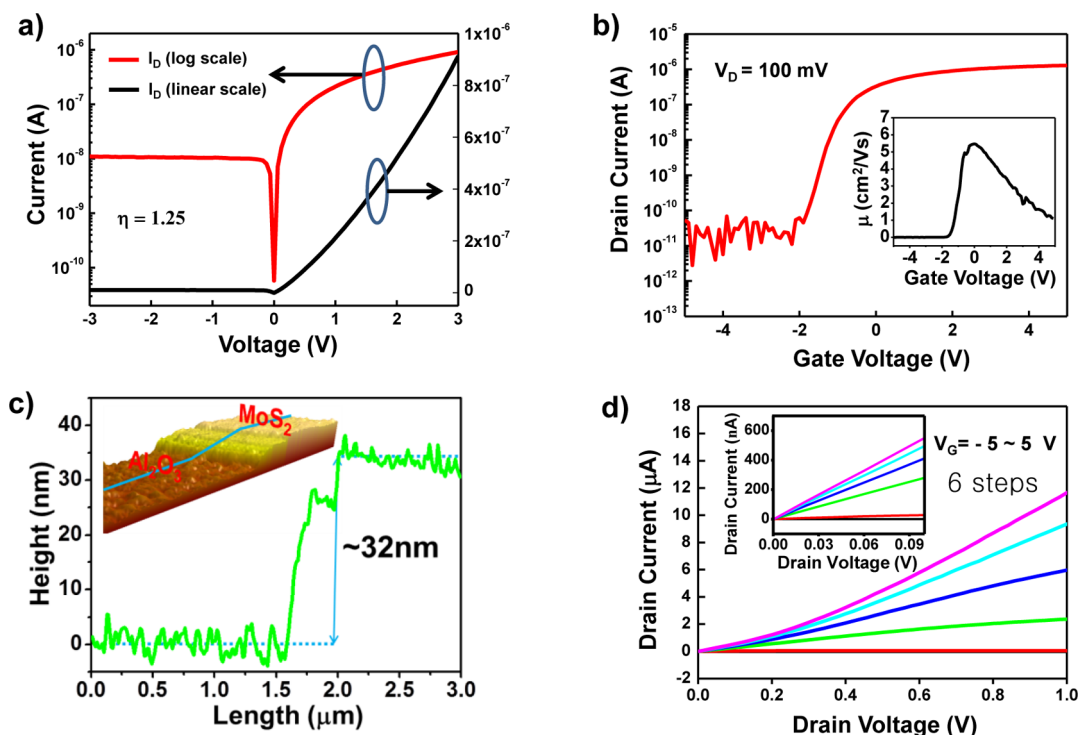 a)
Current (A)
10⁻⁶
10⁻⁷
10⁻⁸
10⁻⁹
10⁻¹⁰
I_D (log scale)
I_D (linear scale)
η = 1.25
1x10⁻⁶
8x10⁻⁷
6x10⁻⁷
4x10⁻⁷
2x10⁻⁷
0
-3 -2 -1 0 1 2 3
Voltage (V)
b)
Drain Current (A)
10⁻⁴
10⁻⁵
10⁻⁶
10⁻⁷
10⁻⁸
10⁻⁹
10⁻¹⁰
10⁻¹¹
10⁻¹²
10⁻¹³
V_D = 100 mV
μ (cm²/Vs)
7
6
5
4
3
2
1
0
-4 -2 0 2 4
Gate Voltage (V)
-4 -2 0 2 4
Gate Voltage (V)
c)
Height (nm)
40
30
20
10
0
MoS₂
Al₂O₃
~32nm
0.0 0.5 1.0 1.5 2.0 2.5 3.0
Length (μm)
d)
Drain Current (μA)
18
16
14
12
10
8
6
4
2
0
-2
Drain Current (nA)
600
400
200
0
0.00 0.03 0.06 0.09
Drain Voltage (V)
V_G= - 5 ~ 5 V
6 steps
0.0 0.2 0.4 0.6 0.8 1.0
Drain Voltage (V)